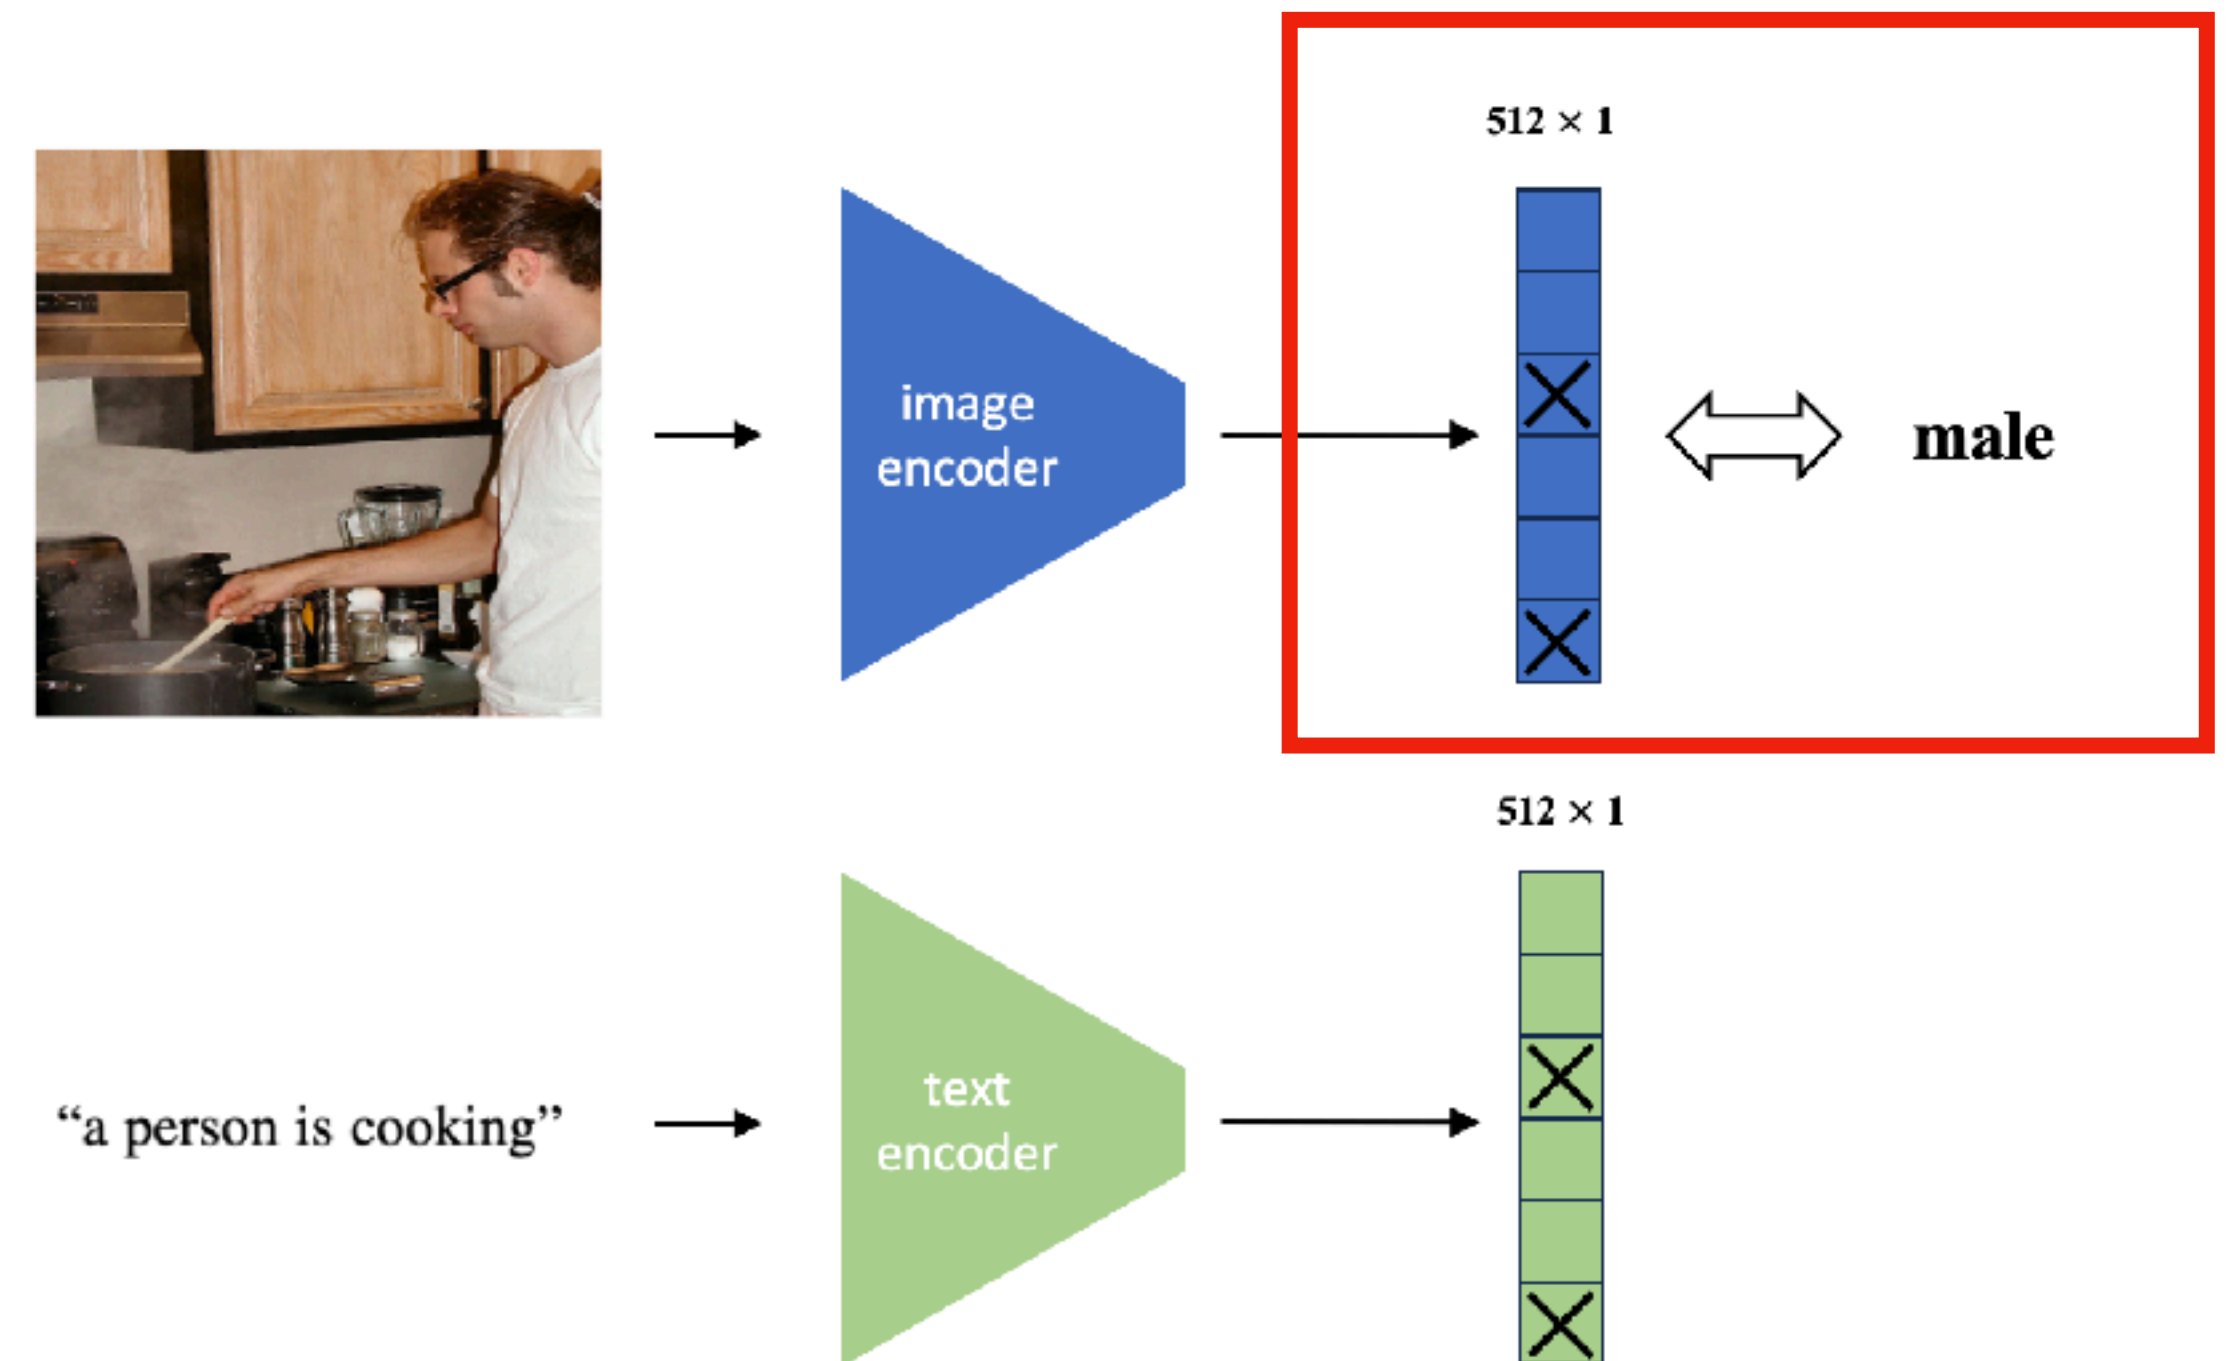 512 × 1
image
encoder
male
512 × 1
“a person is cooking”
text
encoder